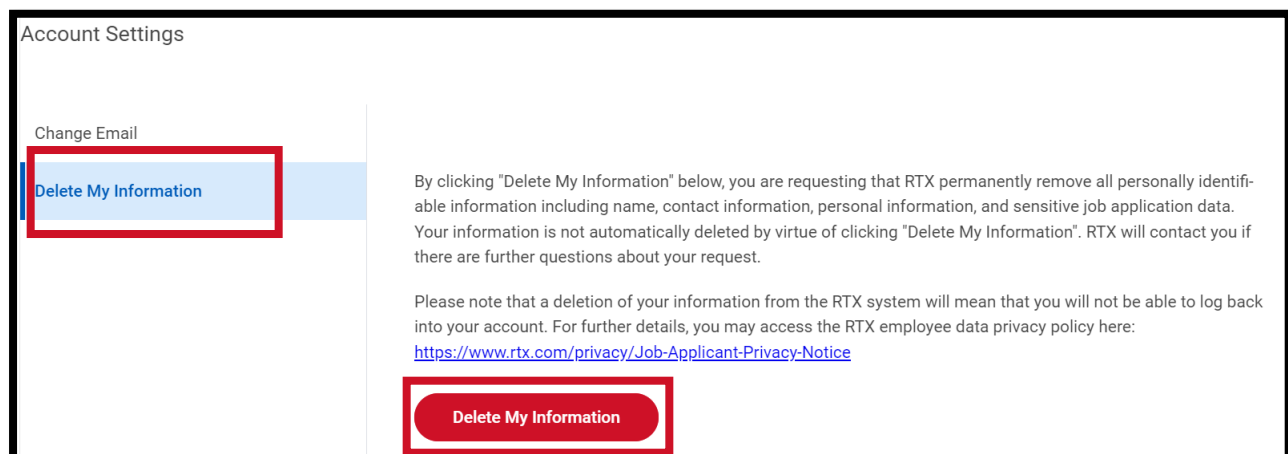 Account Settings
Change Email
Delete My Information
By clicking "Delete My Information" below, you are requesting that RTX permanently remove all personally identifi-
able information including name, contact information, personal information, and sensitive job application data.
Your information is not automatically deleted by virtue of clicking "Delete My Information". RTX will contact you if
there are further questions about your request.
Please note that a deletion of your information from the RTX system will mean that you will not be able to log back
into your account. For further details, you may access the RTX employee data privacy policy here:
https://www.rtx.com/privacy/Job-Applicant-Privacy-Notice
Delete My Information